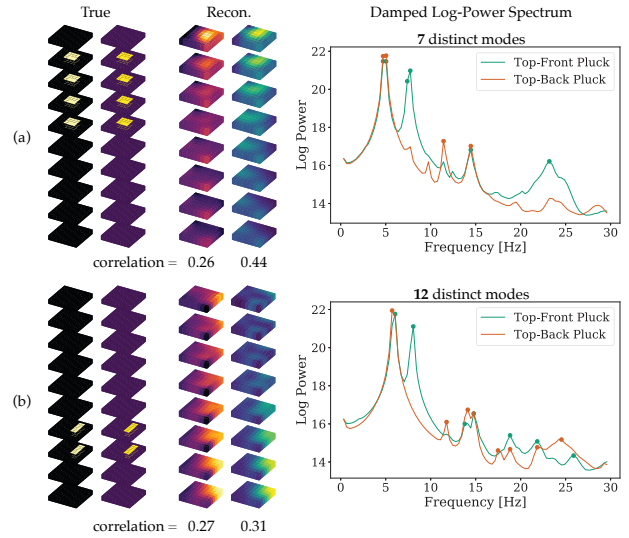 True Recon. Damped Log-Power Spectrum
(a)
7 distinct modes
Top-Front Pluck
Top-Back Pluck
Log Power
22
20
18
16
14
0 5 10 15 20 25 30
Frequency [Hz]
correlation = 0.26 0.44
(b)
12 distinct modes
Top-Front Pluck
Top-Back Pluck
Log Power
22
20
18
16
14
0 5 10 15 20 25 30
Frequency [Hz]
correlation = 0.27 0.31